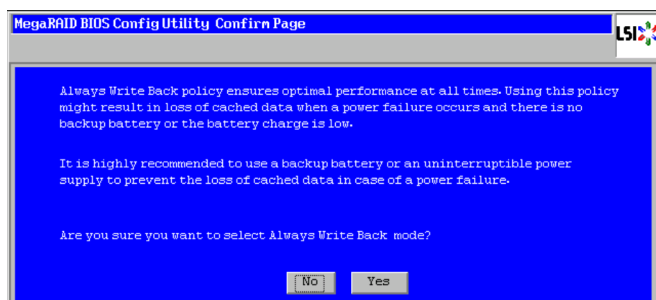 MegaRAID BIOS Config Utility Confirm Page
LSI
Always Write Back policy ensures optimal performance at all times. Using this policy
might result in loss of cached data when a power failure occurs and there is no
backup battery or the battery charge is low.
It is highly recommended to use a backup battery or an uninterruptible power
supply to prevent the loss of cached data in case of a power failure.
Are you sure you want to select Always Write Back mode?
No
Yes